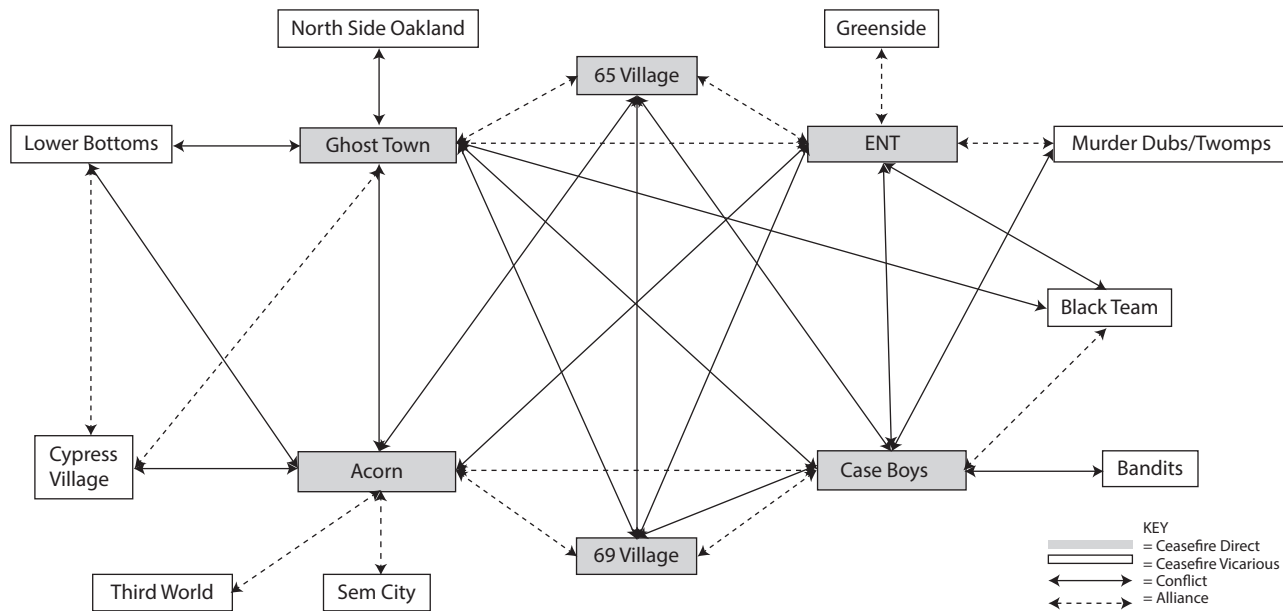 North Side Oakland
Greenside
65 Village
Lower Bottoms
Ghost Town
ENT
Murder Dubs/Twomps
Black Team
Cypress
Village
Acorn
Case Boys
Bandits
69 Village
Third World
Sem City
KEY
= Ceasefire Direct
= Ceasefire Vicarious
= Conflict
= Alliance